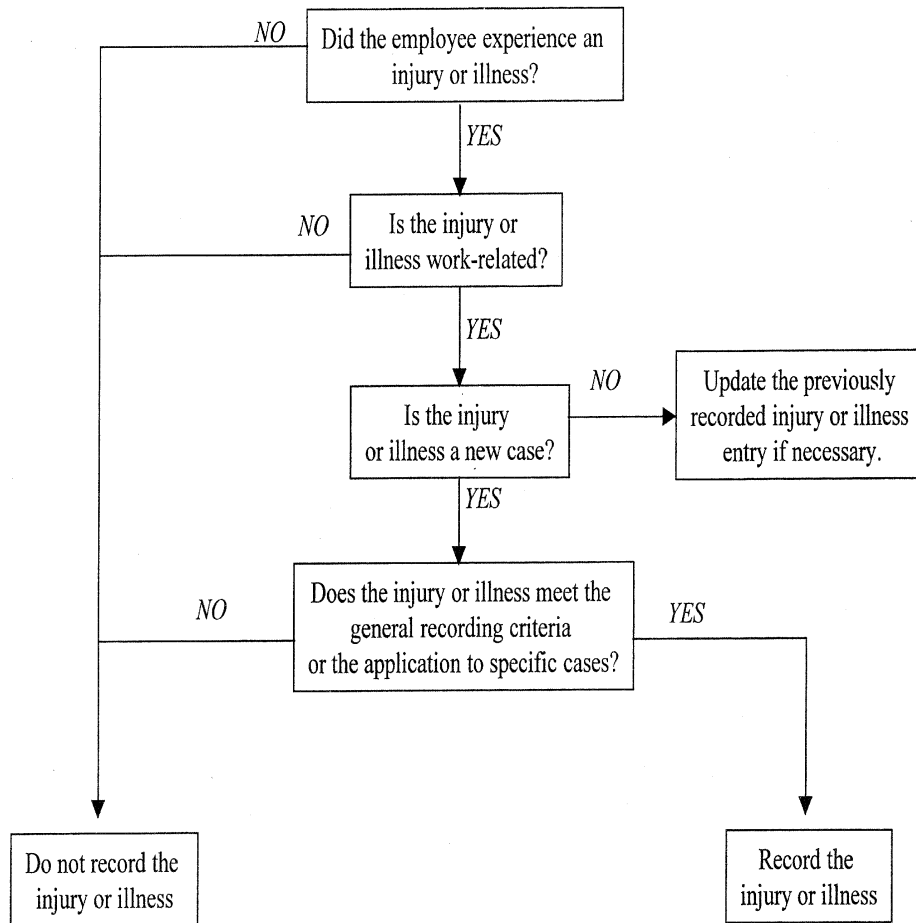 NO
Did the employee experience an
injury or illness?
YES
NO
Is the injury or
illness work-related?
YES
Is the injury
or illness a new case?
NO
Update the previously
recorded injury or illness
entry if necessary.
YES
NO
Does the injury or illness meet the
general recording criteria
or the application to specific cases?
YES
Do not record the
injury or illness
Record the
injury or illness